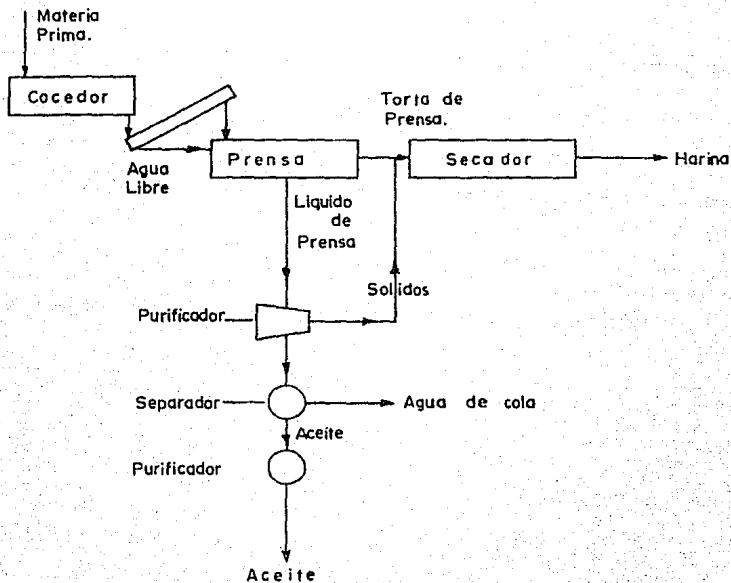 Materia
Prima.
Cocedor
Agua
Libre
Prensa
Torta de
Prensa.
Secador
Harina
Liquido
de
Prensa
Solidos
Purificador
Separador
Agua de cola
Aceite
Purificador
Aceite